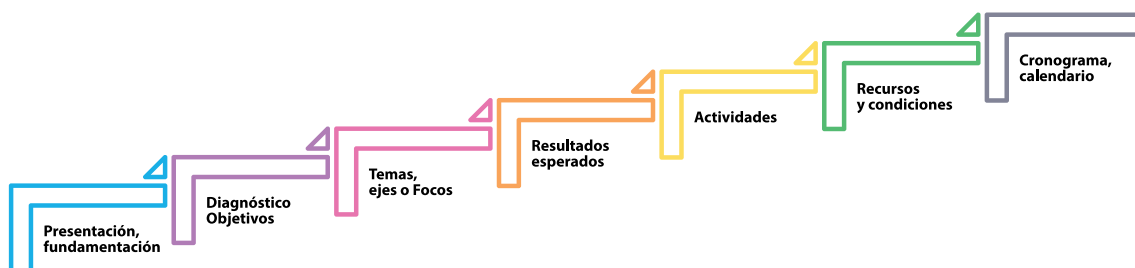 Presentación,
fundamentación
Diagnóstico
Objetivos
Temas,
ejes o Focos
Resultados
esperados
Actividades
Recursos
y condiciones
Cronograma,
calendario